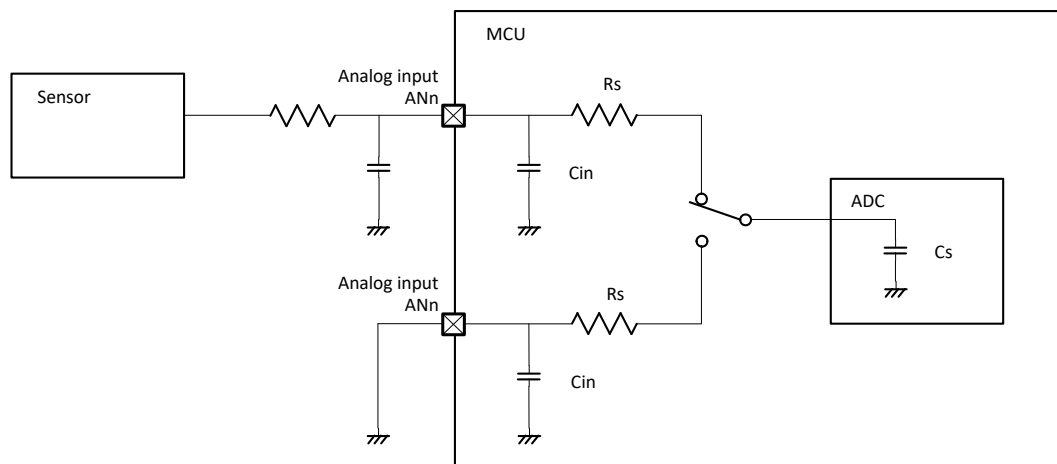 MCU
Sensor
Analog input
ANn
Rs
Cin
ADC
Cs
Analog input
ANn
Rs
Cin